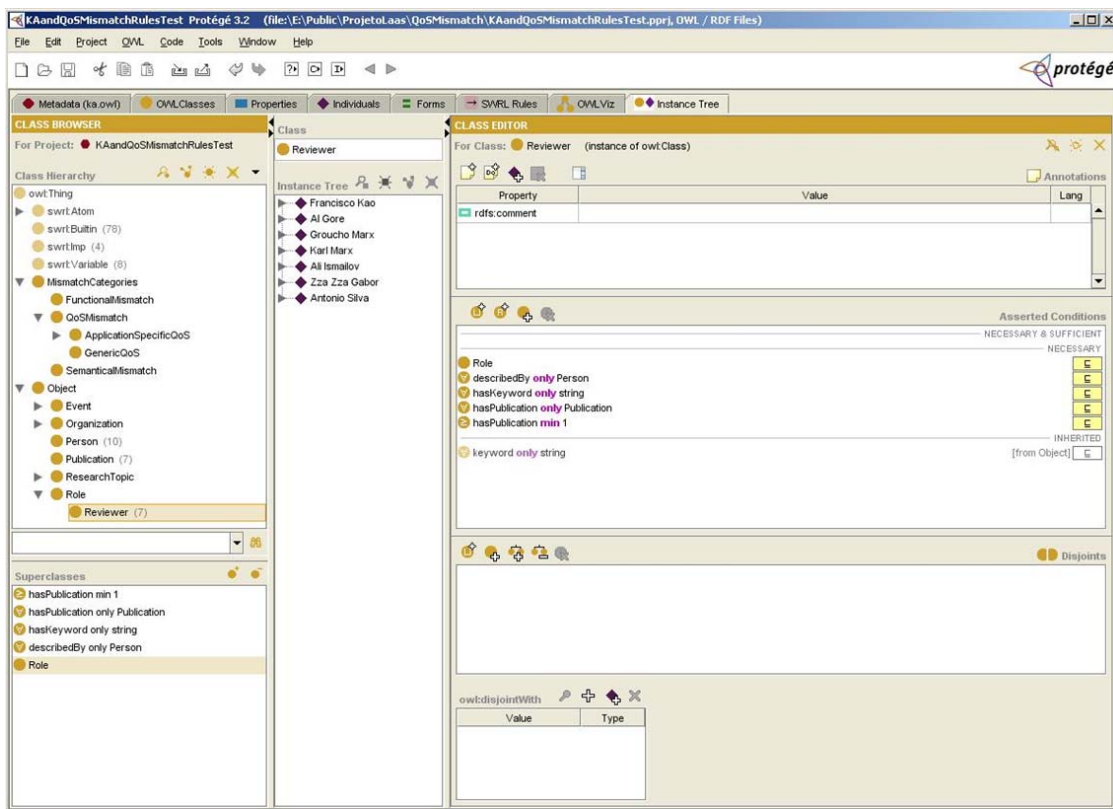 KAandQoSMismatchRulesTest Protégé 3.2 (file:\E:\Public\ProjetoLaas\QoSMismatch\KAandQoSMismatchRulesTest.pprj, OWL / RDF Files)
File Edit Project OWL Code Tools Window Help
protégé
Metadata (ka.owl) OWLClasses Properties Individuals Forms SWRL Rules OWLViz Instance Tree
CLASS BROWSER
For Project: KAandQoSMismatchRulesTest
Class Hierarchy
owl:Thing
swrl:Atom
swrl:Builtin (78)
swrl:Imp (4)
swrl:Variable (8)
MismatchCategories
FunctionalMismatch
QoSMismatch
ApplicationSpecificQoS
GenericQoS
SemanticalMismatch
Object
Event
Organization
Person (10)
Publication (7)
ResearchTopic
Role
Reviewer (7)
Superclasses
hasPublication min 1
hasPublication only Publication
hasKeyword only string
describedBy only Person
Role
Class
Reviewer
Instance Tree
Francisco Kao
Al Gore
Groucho Marx
Karl Marx
Ali Ismailov
Zza Zza Gabor
Antonio Silva
CLASS EDITOR
For Class: Reviewer (instance of owl:Class)
Annotations
Property Value Lang
rdfs:comment
Asserted Conditions
NECESSARY & SUFFICIENT
NECESSARY
Role
describedBy only Person
hasKeyword only string
hasPublication only Publication
hasPublication min 1
INHERITED
keyword only string [from Object]
Disjoints
owl:disjointWith
Value Type